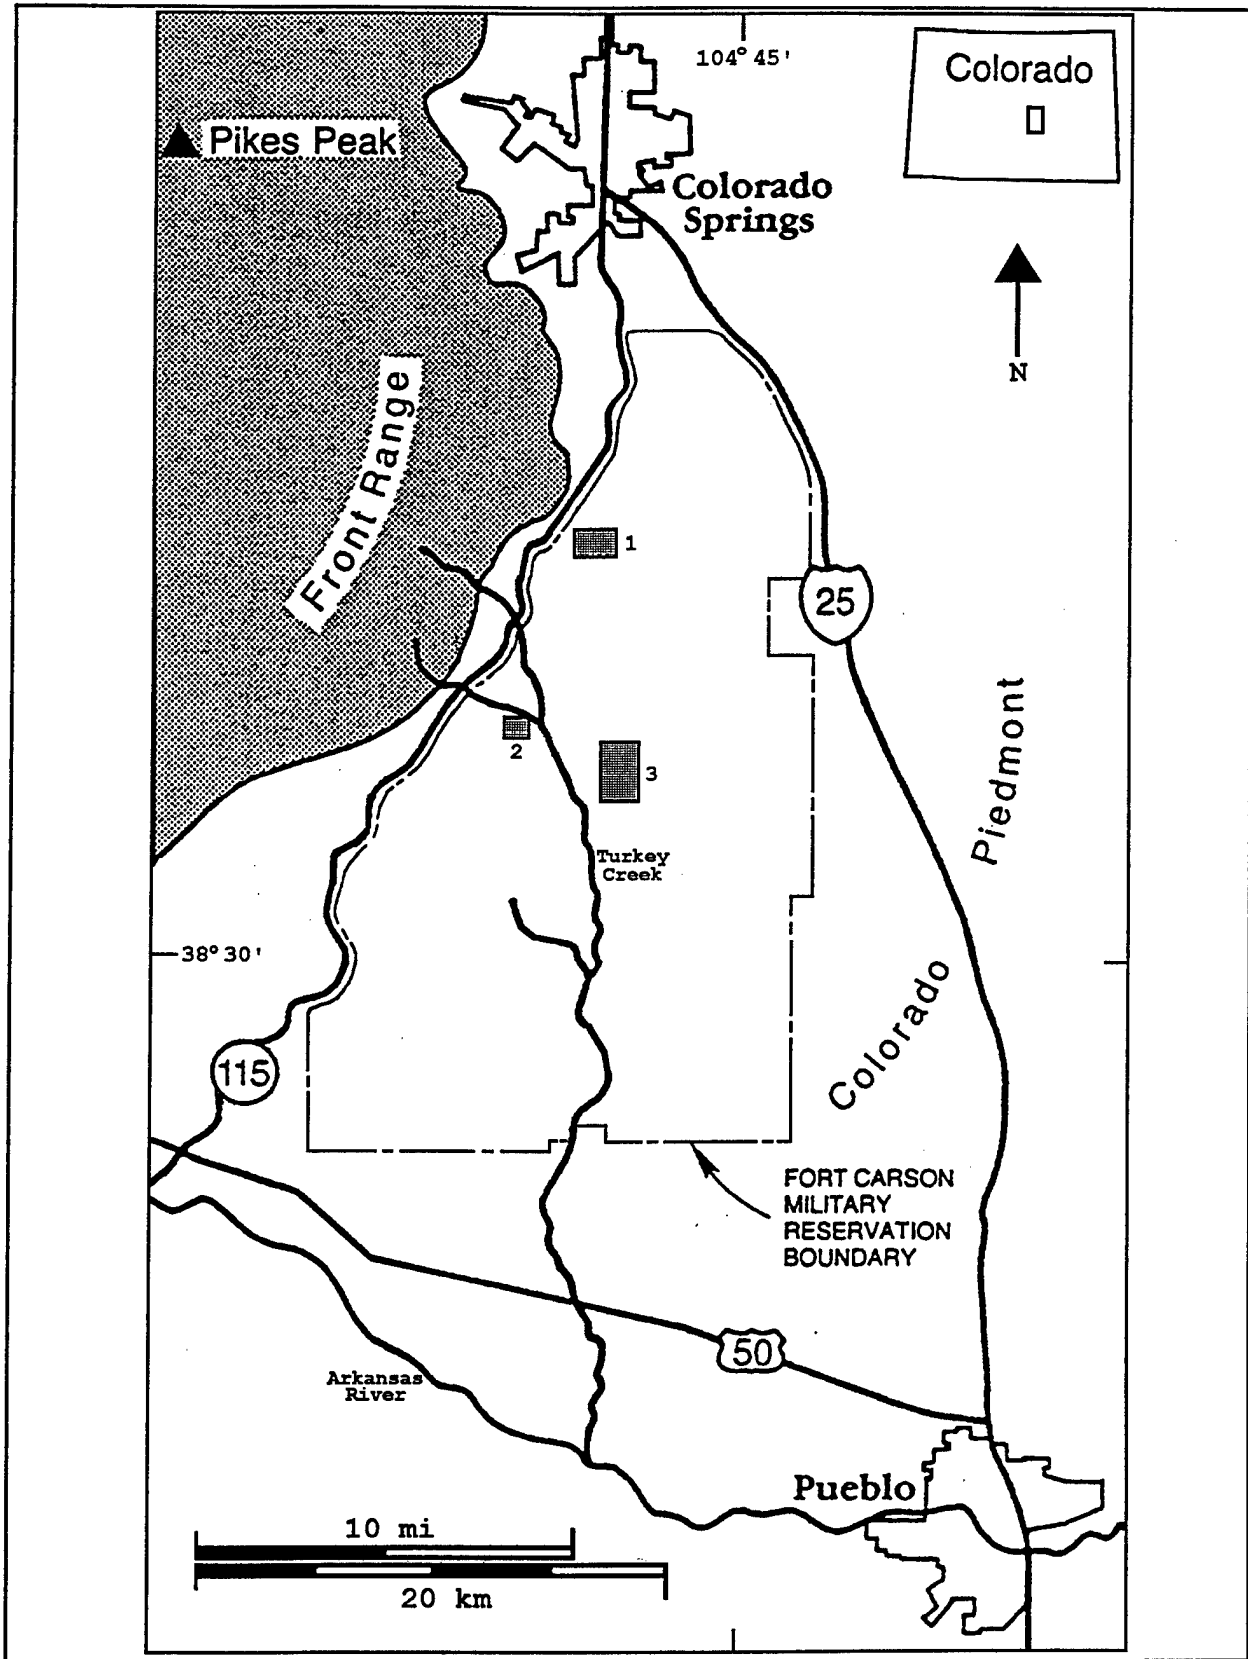 104°45'
Colorado
Pikes Peak
Colorado
Springs
N
Front Range
1
25
2
3
Piedmont
Turkey
Creek
38°30'
Colorado
115
FORT CARSON
MILITARY
RESERVATION
BOUNDARY
50
Arkansas
River
Pueblo
10 mi
20 km